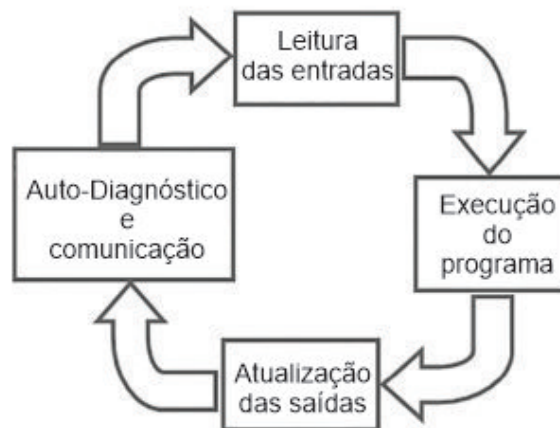 Leitura
das entradas
Execução
do
programa
Atualização
das saídas
Auto-Diagnóstico
e
comunicação